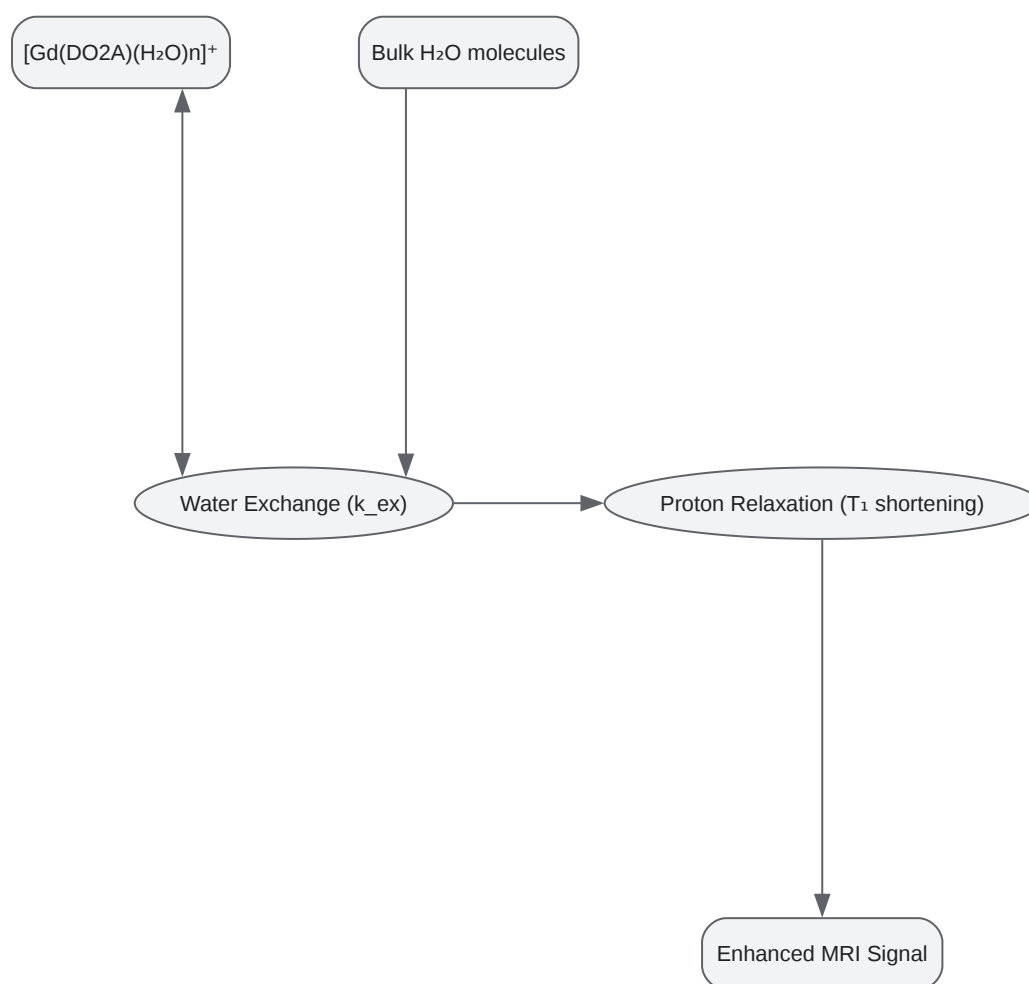 [Gd(DO2A)(H₂O)n]⁺
Bulk H₂O molecules
Water Exchange (k_ex)
Proton Relaxation (T₁ shortening)
Enhanced MRI Signal